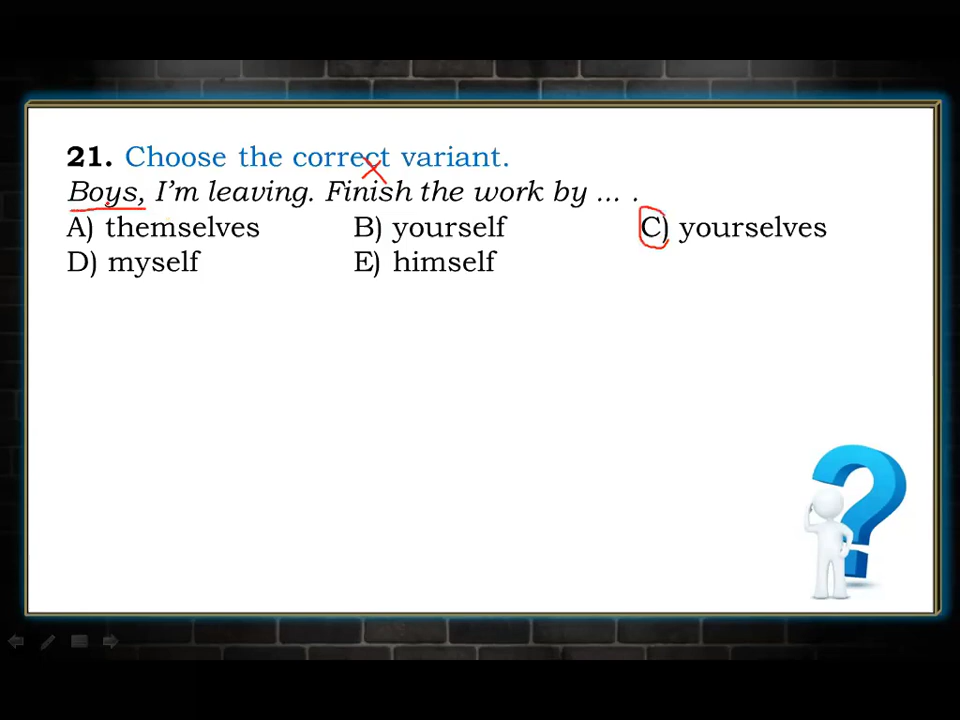 21. Choose the correct variant.
Boys, I'm leaving. Finish the work by ... .
A) themselves B) yourself C) yourselves
D) myself E) himself